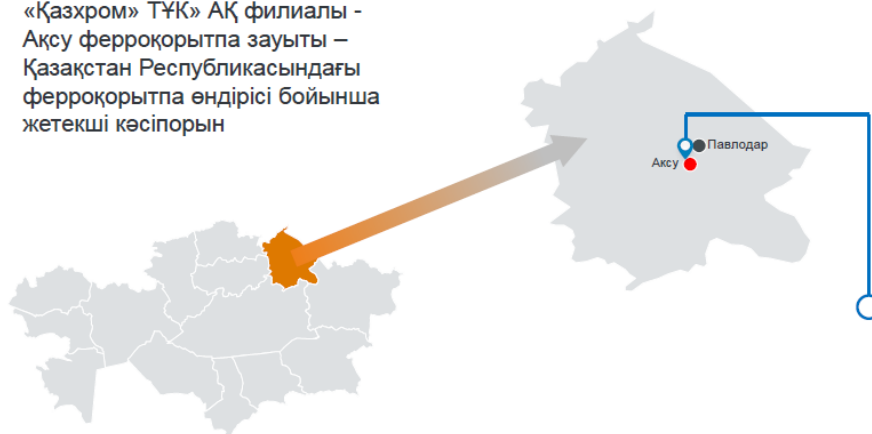 «Қазхром» ТҰК» АҚ филиалы -
Ақсу ферроқорытпа зауыты –
Қазақстан Республикасындағы
ферроқорытпа өндірісі бойынша
жетекші кәсіпорын
Павлодар
Аксу